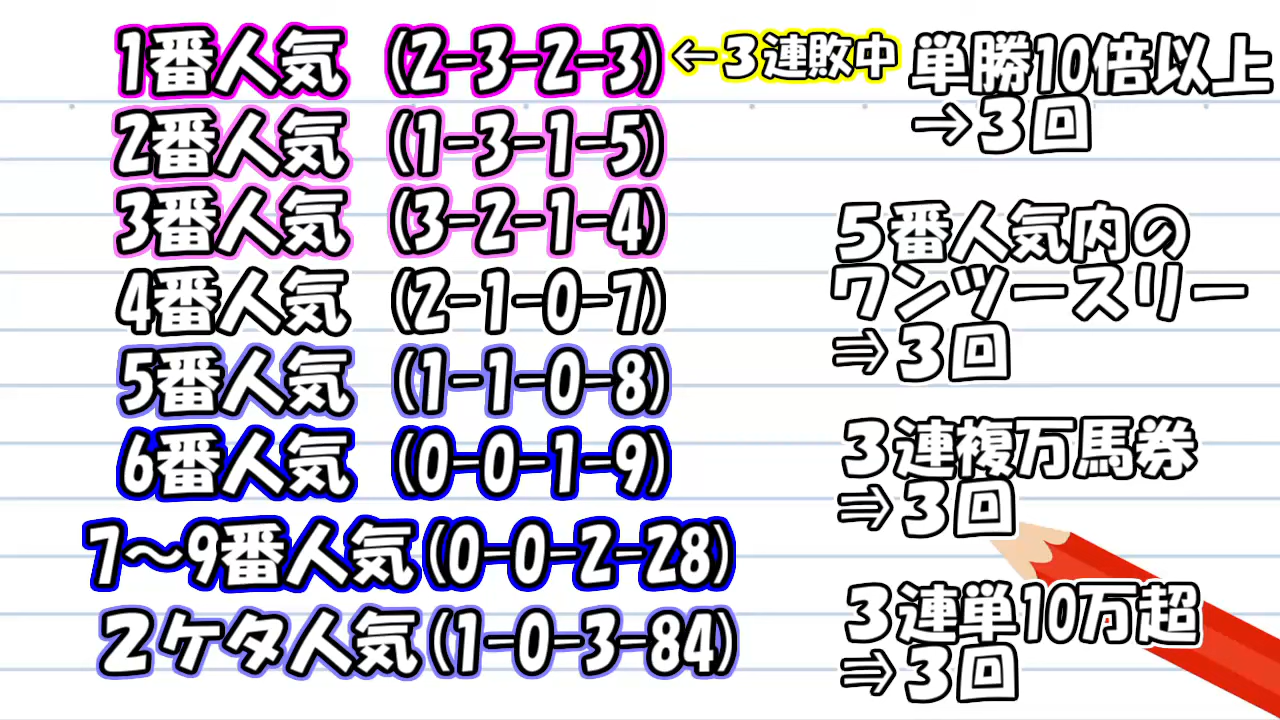 1番人気 (2-3-2-3)←3連敗中
2番人気 (1-3-1-5)
3番人気 (3-2-1-4)
4番人気 (2-1-0-7)
5番人気 (1-1-0-8)
6番人気 (0-0-1-9)
7〜9番人気(0-0-2-28)
2ケタ人気(1-0-3-84)
単勝10倍以上
→3回
5番人気内の
ワンツースリー
⇒3回
3連複万馬券
⇒3回
3連単10万超
⇒3回